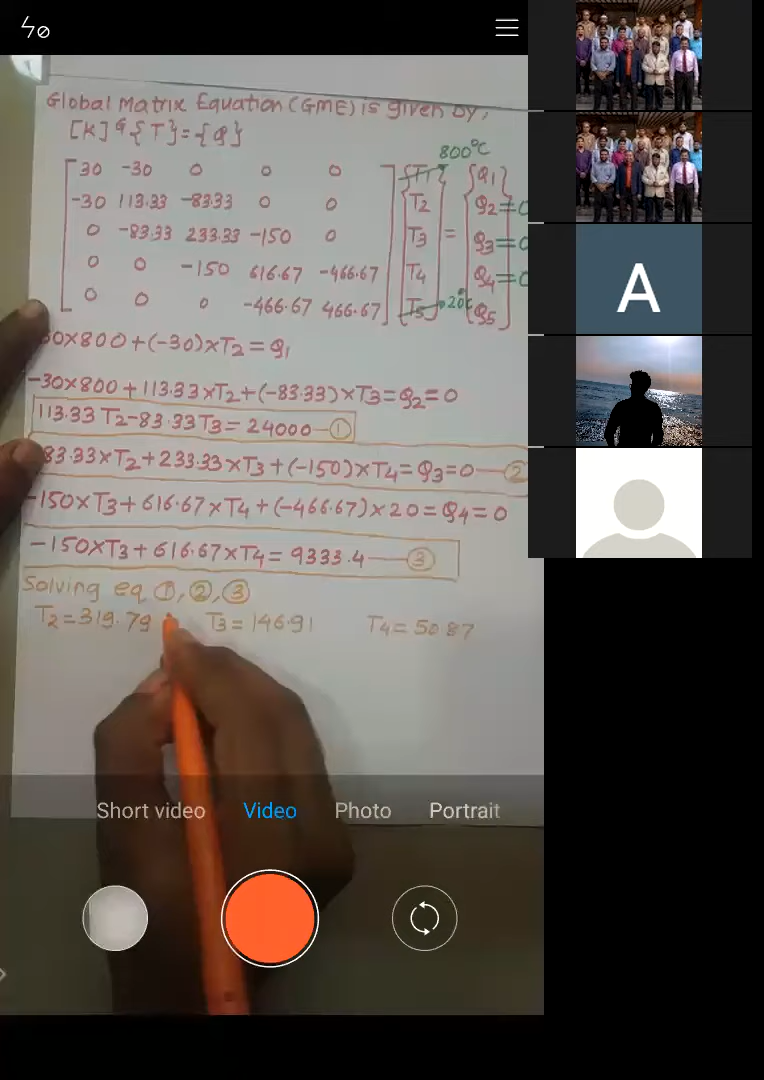 Global Matrix Equation (GME) is given by,
[K]ᴳ{T}={Q}
800°C
30 -30 0 0 0 T1 Q1
-30 113.33 -83.33 0 0 T2 Q2=0
0 -83.33 233.33 -150 0 T3 = Q3=0
0 0 -150 616.67 -466.67 T4 Q4=0
0 0 0 -466.67 466.67 T5 20°C Q5
30×800+(-30)×T2=Q1
-30×800+113.33×T2+(-83.33)×T3=Q2=0
113.33 T2-83.33T3= 24000—①
83.33×T2+233.33×T3+(-150)×T4=Q3=0—②
-150×T3+616.67×T4+(-466.67)×20=Q4=0
-150×T3+616.67×T4=9333.4—③
Solving eq ①,②,③
T2=319.79 T3=146.91 T4=50.87
A
Short video Video Photo Portrait